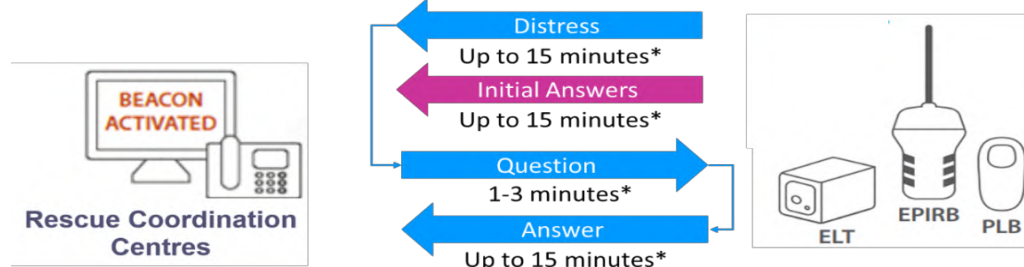 BEACON
ACTIVATED
Rescue Coordination
Centres
Distress
Up to 15 minutes*
Initial Answers
Up to 15 minutes*
Question
1-3 minutes*
Answer
Up to 15 minutes*
ELT
EPIRB
PLB